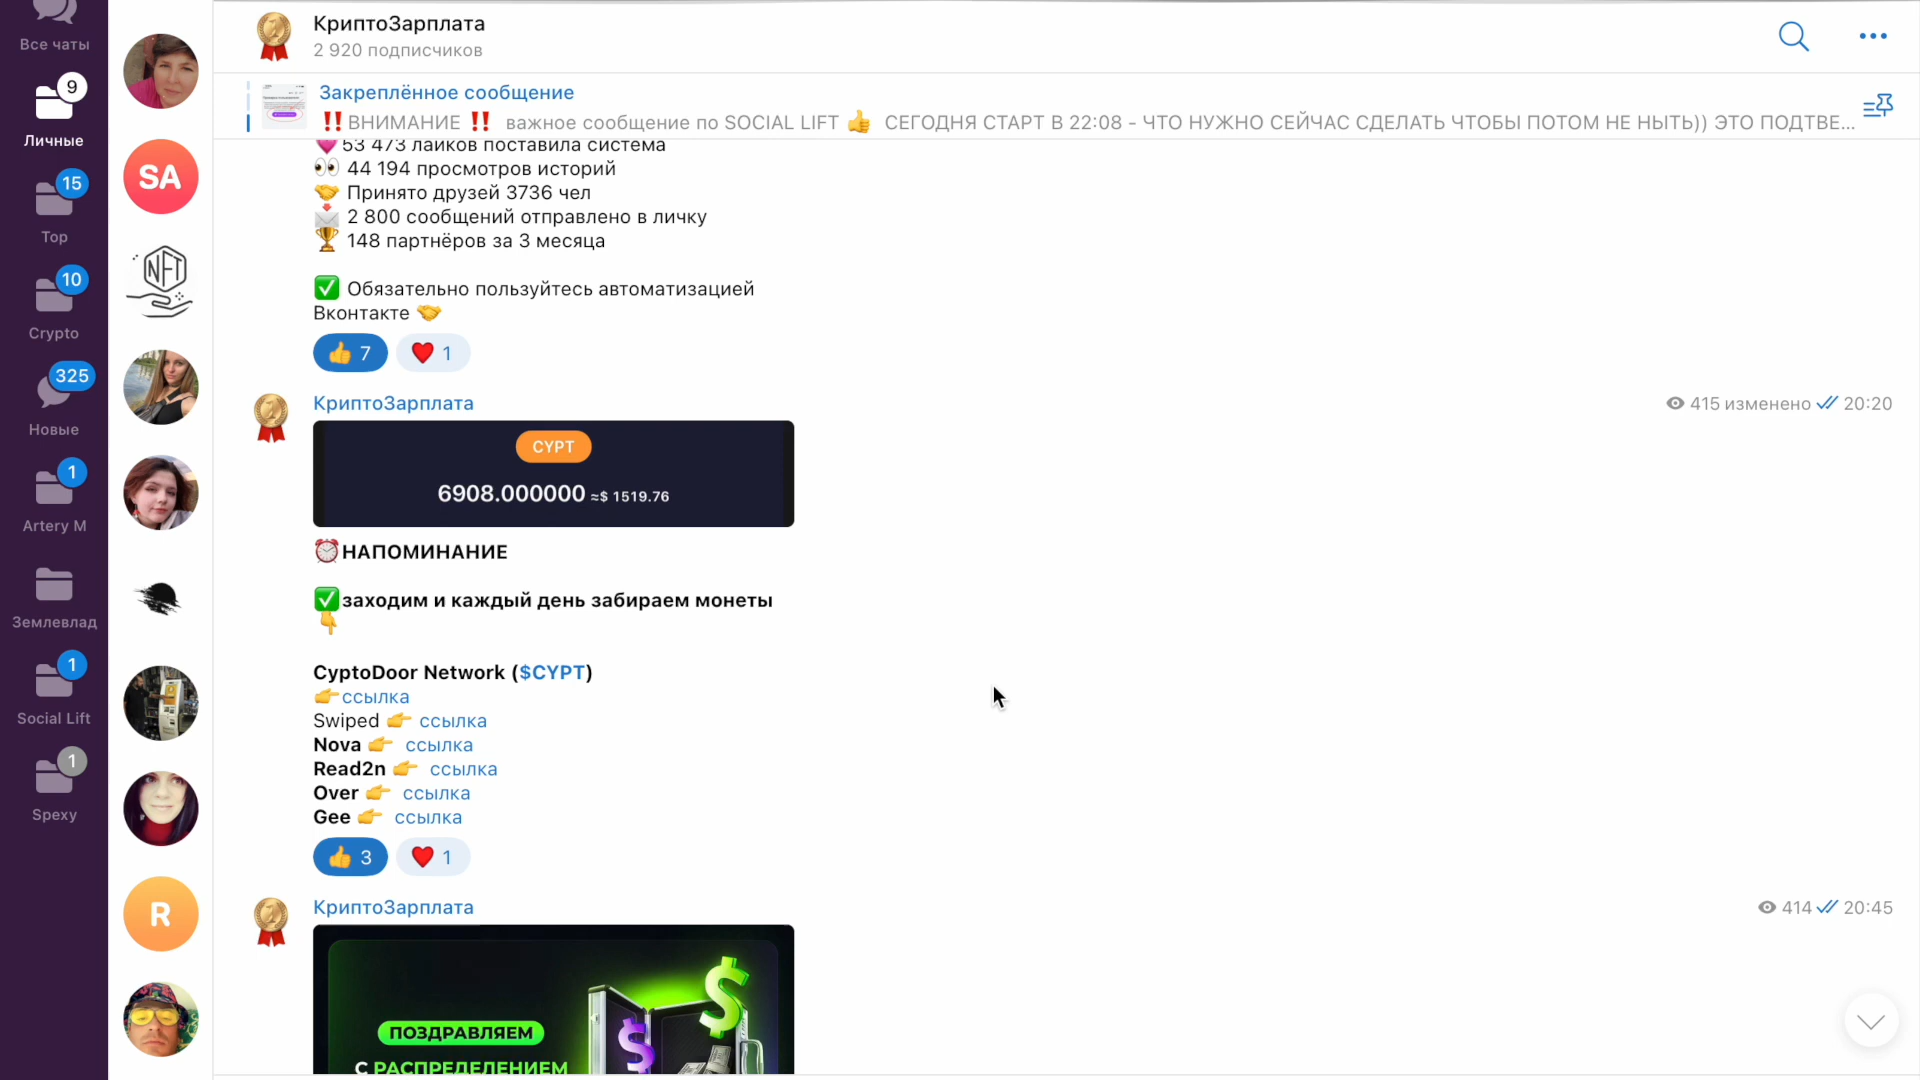 Все чаты
9
Личные
15
Top
10
Crypto
325
Новые
1
Artery M
Землевлад
1
Social Lift
1
Spexy
SA
NFT
R
КриптоЗарплата
2 920 подписчиков
Закреплённое сообщение
‼️ВНИМАНИЕ ‼️ важное сообщение по SOCIAL LIFT 👍 СЕГОДНЯ СТАРТ В 22:08 - ЧТО НУЖНО СЕЙЧАС СДЕЛАТЬ ЧТОБЫ ПОТОМ НЕ НЫТЬ)) ЭТО ПОДТВЕ...
💗53 473 лайков поставила система
👀 44 194 просмотров историй
🤝 Принято друзей 3736 чел
📩 2 800 сообщений отправлено в личку
🏆 148 партнёров за 3 месяца
✅ Обязательно пользуйтесь автоматизацией
Вконтакте 🤝
👍 7 ❤️ 1
КриптоЗарплата
415 изменено 20:20
CYPT
6908.000000 ≈$ 1519.76
⏰НАПОМИНАНИЕ
✅заходим и каждый день забираем монеты
👇
CyptoDoor Network ($CYPT)
👉ссылка
Swiped 👉 ссылка
Nova 👉 ссылка
Read2n 👉 ссылка
Over 👉 ссылка
Gee 👉 ссылка
👍 3 ❤️ 1
КриптоЗарплата
414 20:45
ПОЗДРАВЛЯЕМ
С РАСПРЕДЕЛЕНИЕМ